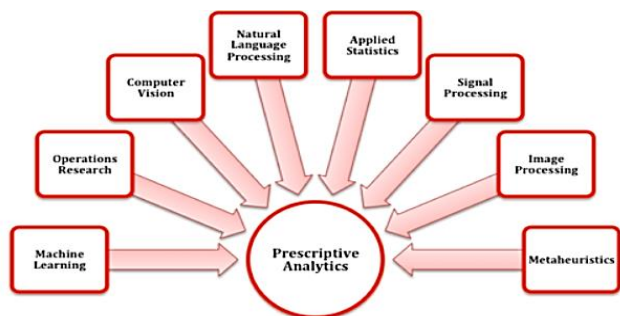 Natural
Language
Processing
Applied
Statistics
Computer
Vision
Signal
Processing
Operations
Research
Image
Processing
Machine
Learning
Prescriptive
Analytics
Metaheuristics